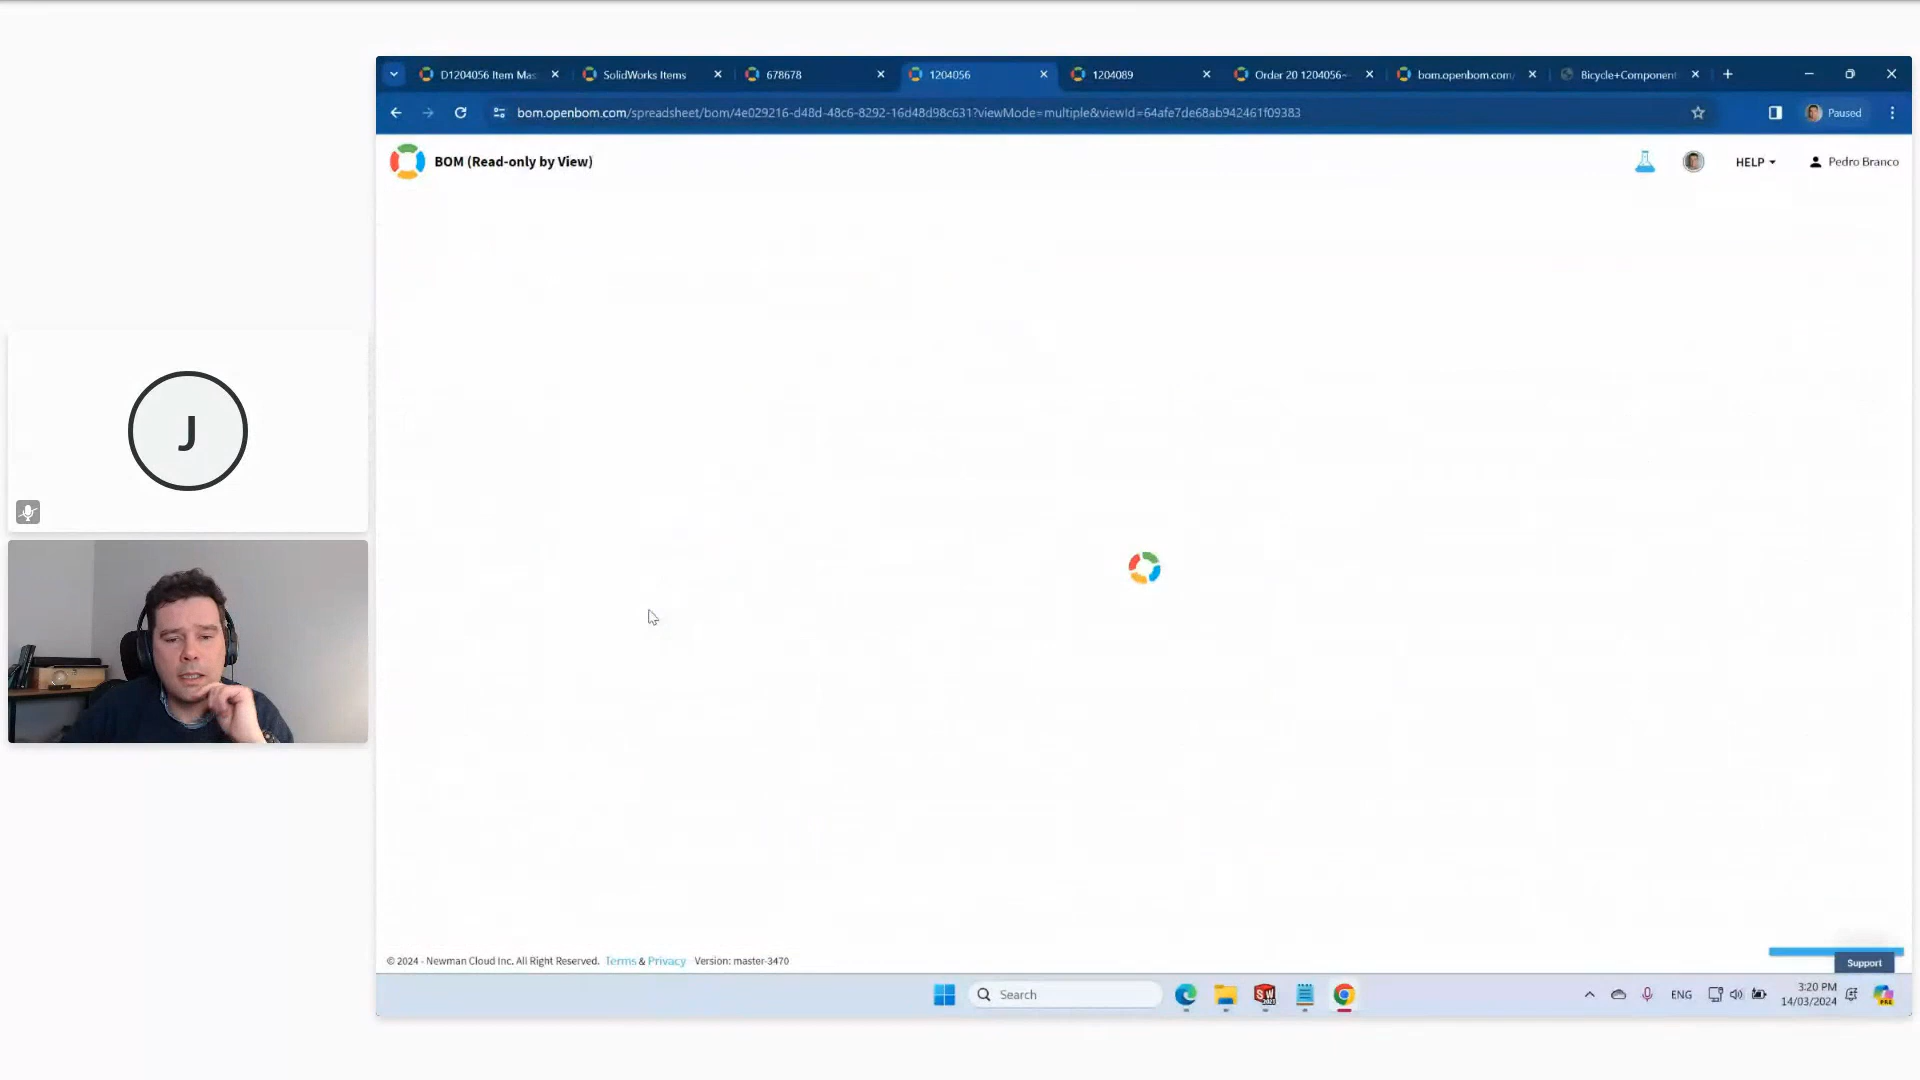 D1204056 Item Mas
SolidWorks Items
678678
1204056
1204089
Order 20 1204056-
bom.openbom.com/
Bicycle+Component
bom.openbom.com/spreadsheet/bom/4e029216-d48d-48c6-8292-16d48d98c631?viewMode=multiple&viewId=64afe7de68ab942461f09383
Paused
BOM (Read-only by View)
HELP
Pedro Branco
J
© 2024 - Newman Cloud Inc. All Right Reserved. Terms & Privacy Version: master-3470
Support
Search
SW
2023
ENG
3:20 PM
14/03/2024
PRE